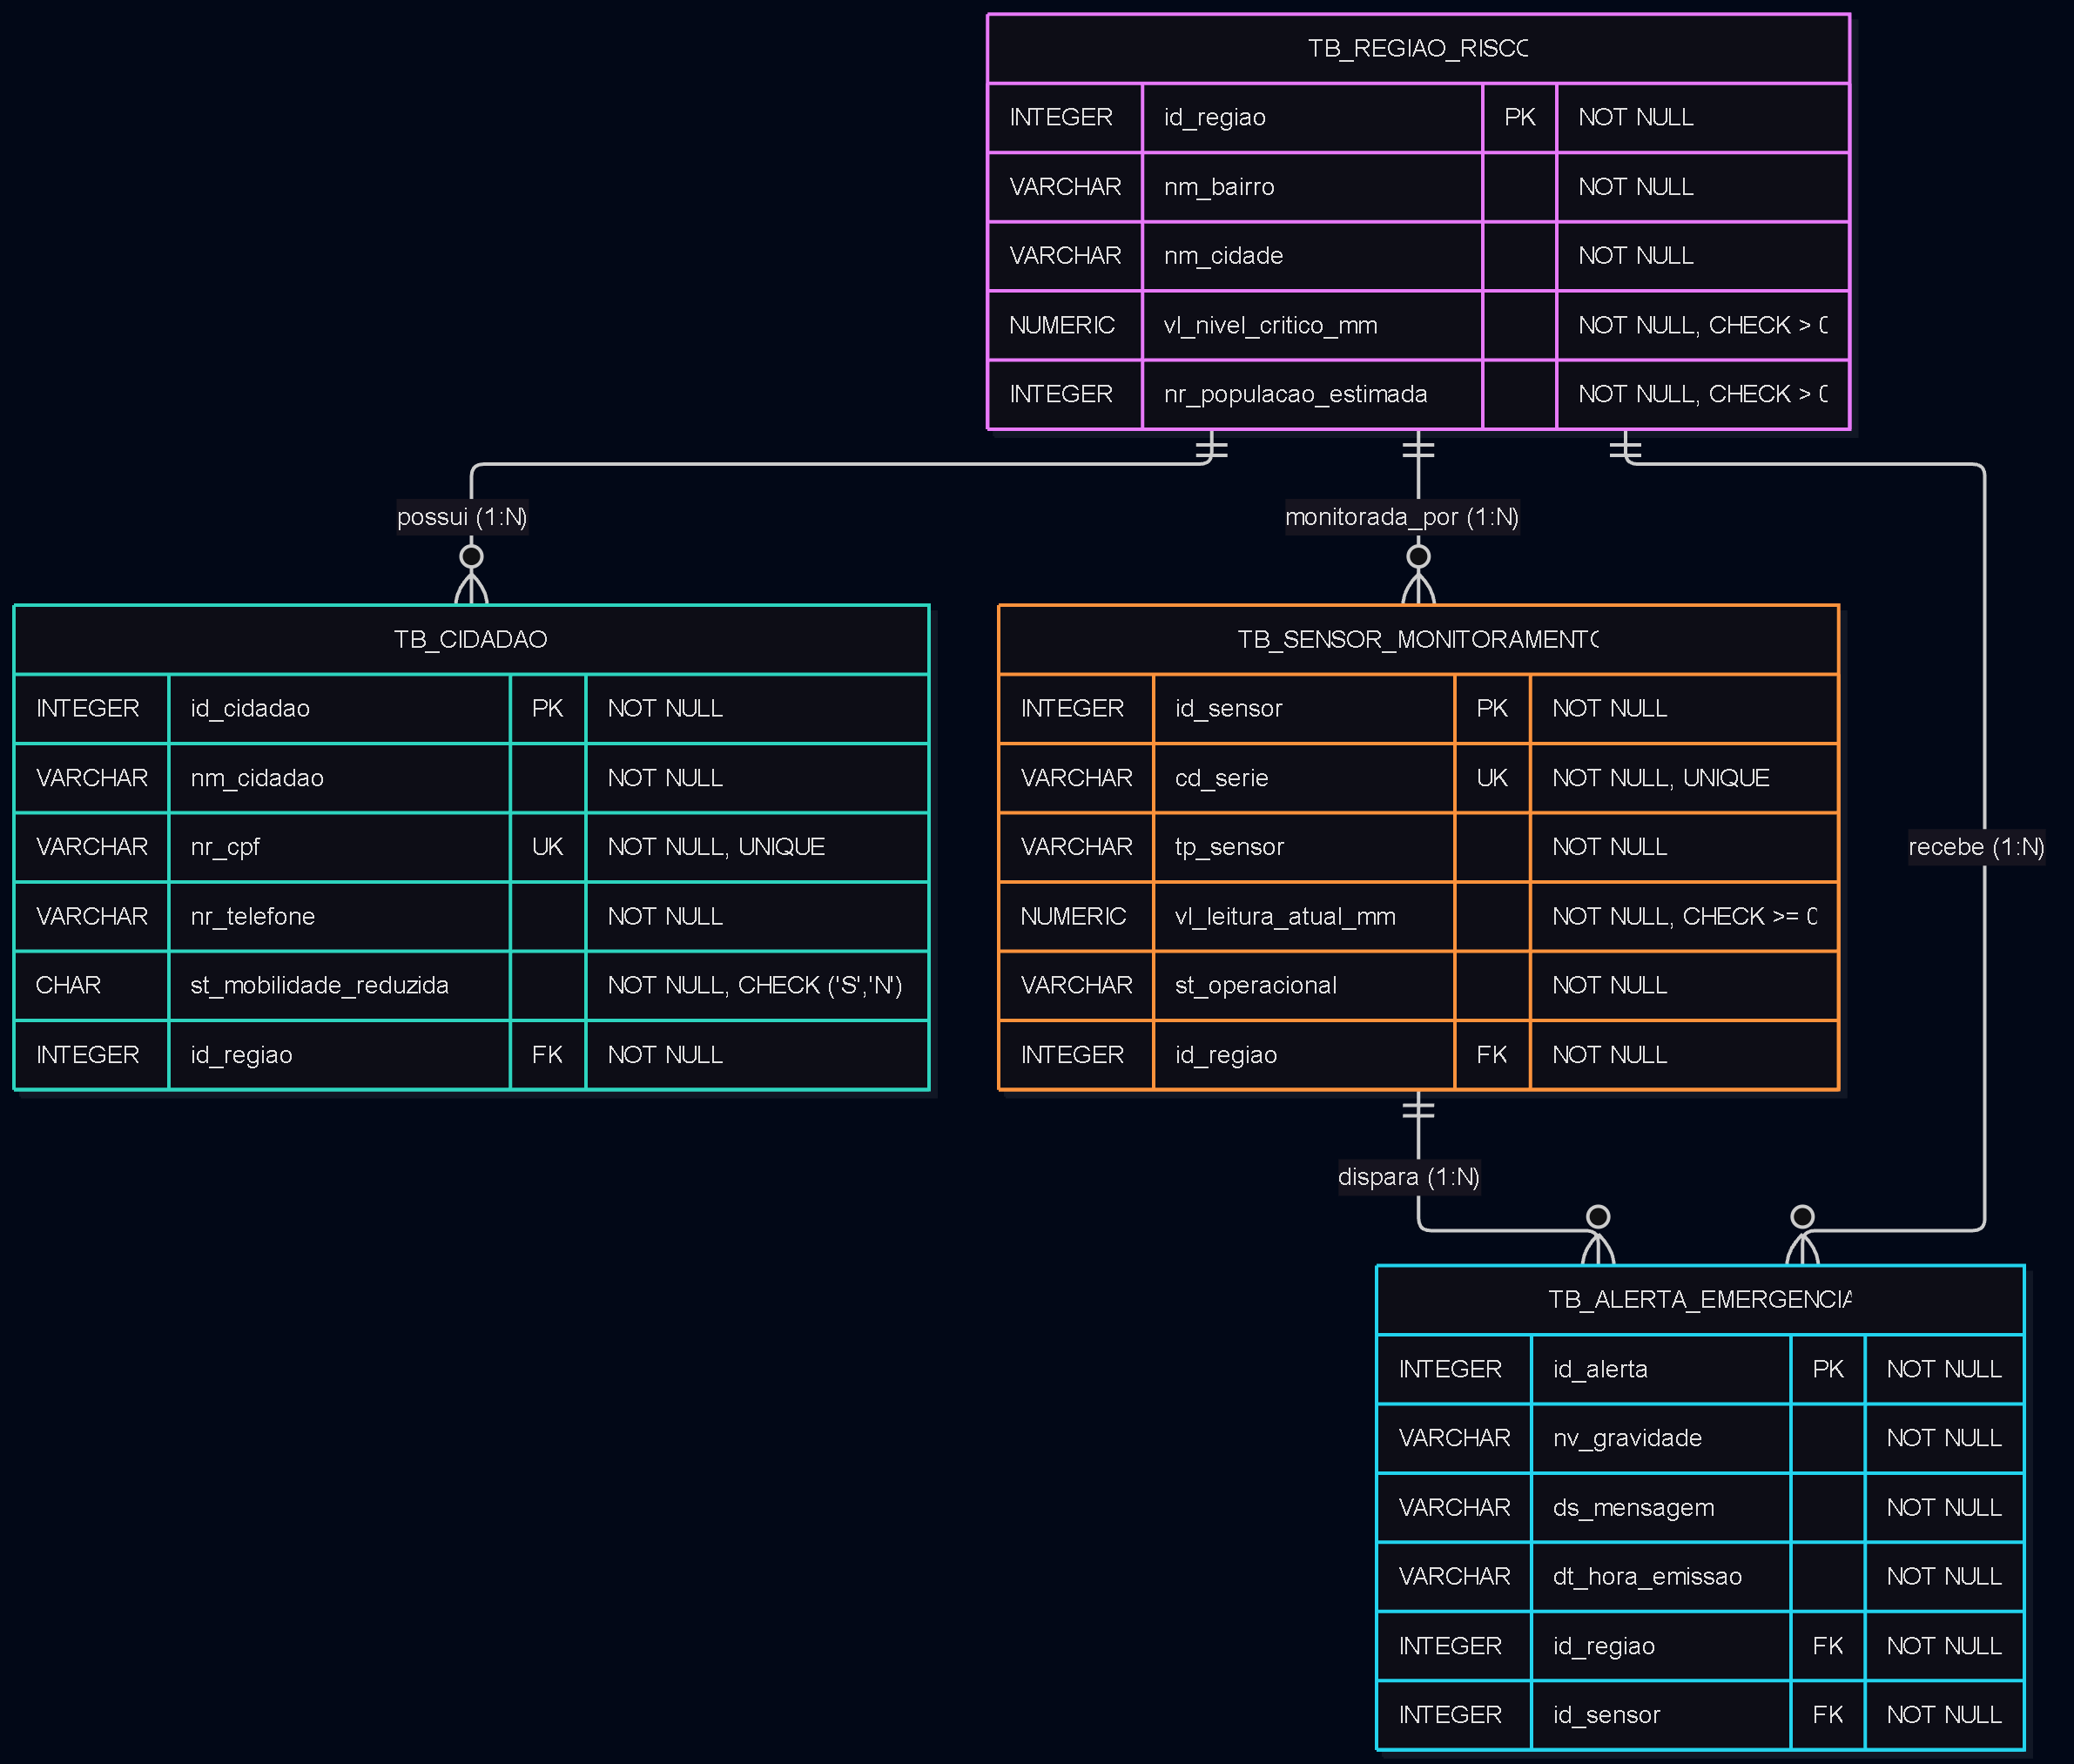 TB_REGIAO_RISCO
INTEGER id_regiao PK NOT NULL
VARCHAR nm_bairro NOT NULL
VARCHAR nm_cidade NOT NULL
NUMERIC vl_nivel_critico_mm NOT NULL, CHECK > 0
INTEGER nr_populacao_estimada NOT NULL, CHECK > 0
possui (1:N)
monitorada_por (1:N)
recebe (1:N)
TB_CIDADAO
INTEGER id_cidadao PK NOT NULL
VARCHAR nm_cidadao NOT NULL
VARCHAR nr_cpf UK NOT NULL, UNIQUE
VARCHAR nr_telefone NOT NULL
CHAR st_mobilidade_reduzida NOT NULL, CHECK ('S','N')
INTEGER id_regiao FK NOT NULL
TB_SENSOR_MONITORAMENTO
INTEGER id_sensor PK NOT NULL
VARCHAR cd_serie UK NOT NULL, UNIQUE
VARCHAR tp_sensor NOT NULL
NUMERIC vl_leitura_atual_mm NOT NULL, CHECK >= 0
VARCHAR st_operacional NOT NULL
INTEGER id_regiao FK NOT NULL
dispara (1:N)
TB_ALERTA_EMERGENCIA
INTEGER id_alerta PK NOT NULL
VARCHAR nv_gravidade NOT NULL
VARCHAR ds_mensagem NOT NULL
VARCHAR dt_hora_emissao NOT NULL
INTEGER id_regiao FK NOT NULL
INTEGER id_sensor FK NOT NULL